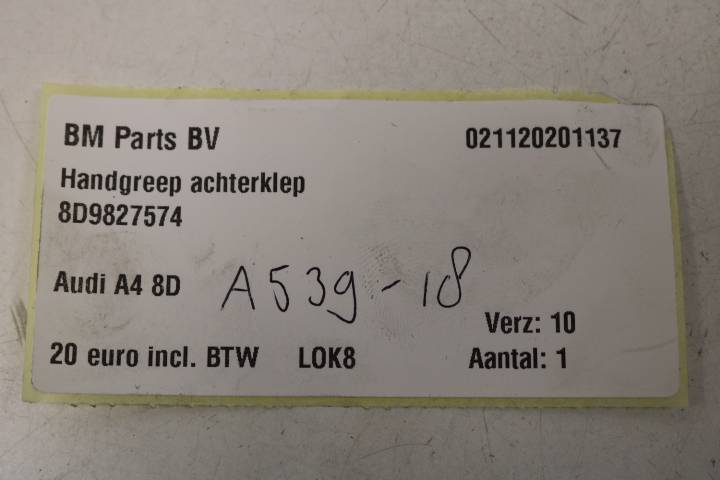 BM Parts BV 021120201137
Handgreep achterklep
8D9827574
Audi A4 8D A539-18
Verz: 10
20 euro incl. BTW LOK8 Aantal: 1